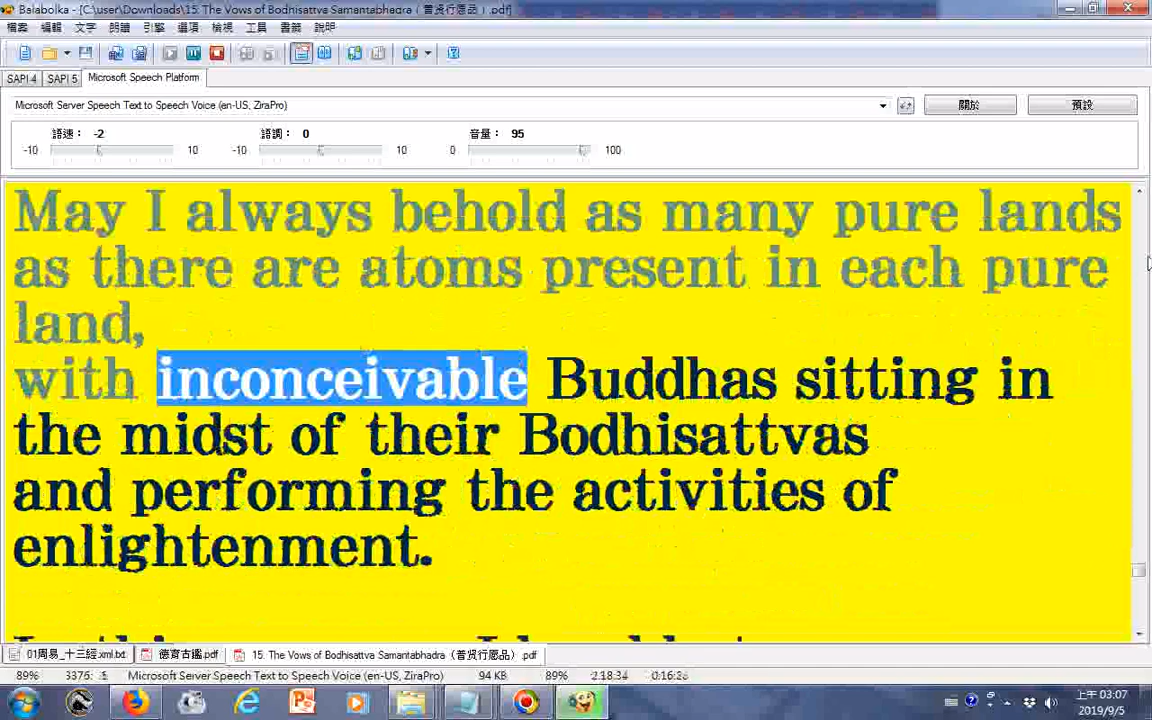 Balabolka - [C:\user\Downloads\15. The Vows of Bodhisattva Samantabhadra（普賢行愿品）.pdf]
檔案 編輯 文字 朗讀 引擎 選項 檢視 工具 書籤 說明
SAPI 4 SAPI 5 Microsoft Speech Platform
Microsoft Server Speech Text to Speech Voice (en-US, ZiraPro) 關於 預設
語速： -2 語調： 0 音量： 95
-10 10 -10 10 0 100
May I always behold as many pure lands
as there are atoms present in each pure
land,
with inconceivable Buddhas sitting in
the midst of their Bodhisattvas
and performing the activities of
enlightenment.
01周易_十三經.xml.txt 德育古鑑.pdf 15. The Vows of Bodhisattva Samantabhadra（普賢行愿品）.pdf
89% Microsoft Server Speech Text to Speech Voice (en-US, ZiraPro) 94 KB 89% 2:18:34
上午 03:07
2019/9/5